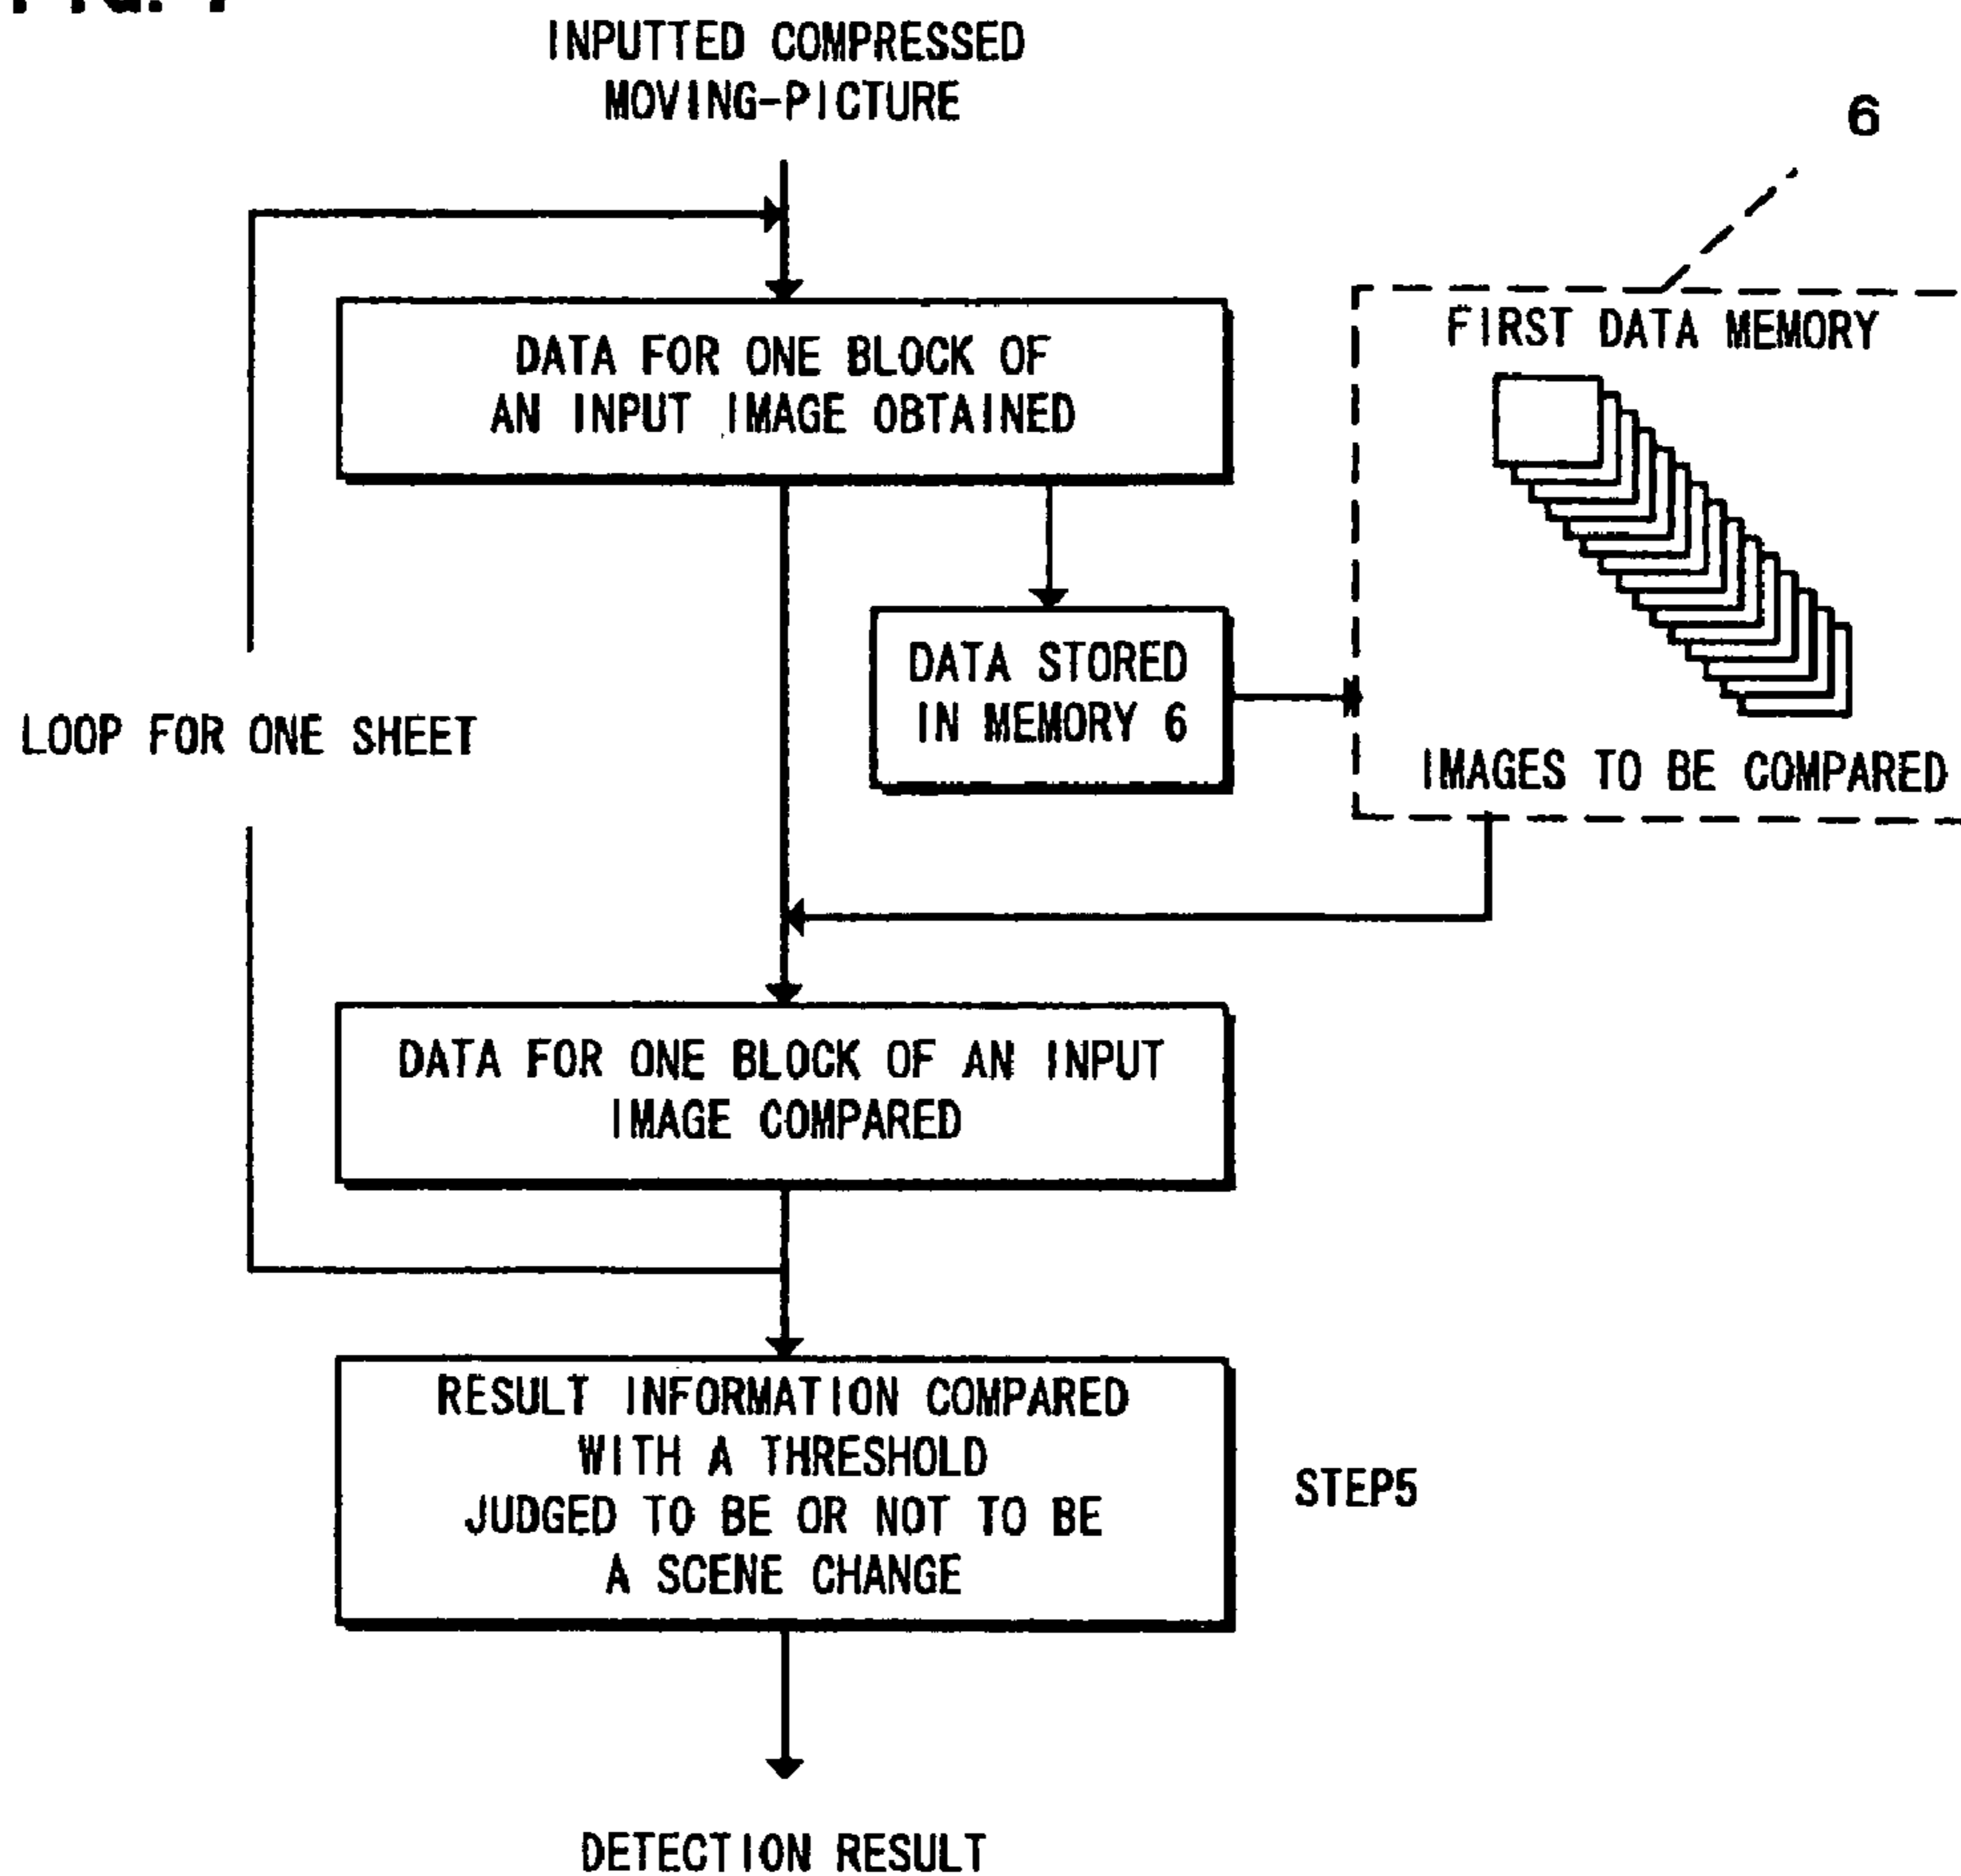 INPUTTED COMPRESSED
MOVING-PICTURE
6
DATA FOR ONE BLOCK OF
AN INPUT IMAGE OBTAINED
FIRST DATA MEMORY
DATA STORED
IN MEMORY 6
LOOP FOR ONE SHEET
IMAGES TO BE COMPARED
DATA FOR ONE BLOCK OF AN INPUT
IMAGE COMPARED
RESULT INFORMATION COMPARED
WITH A THRESHOLD
JUDGED TO BE OR NOT TO BE
A SCENE CHANGE
STEP5
DETECTION RESULT